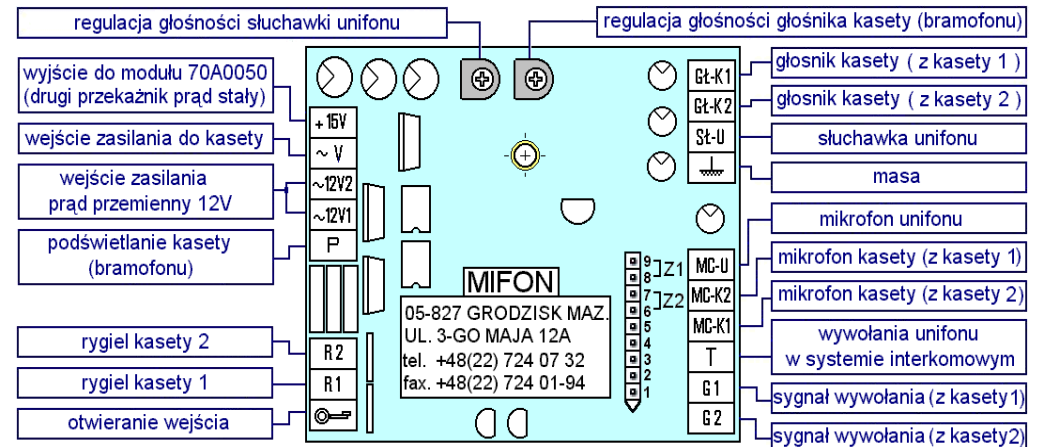 regulacja głośności słuchawki unifonu
regulacja głośności głośnika kasety (bramofonu)
wyjście do modułu 70A0050
(drugi przekażnik prąd stały)
wejście zasilania do kasety
wejście zasilania
prąd przemienny 12V
podświetlanie kasety
(bramofonu)
rygiel kasety 2
rygiel kasety 1
otwieranie wejścia
+15V
~ V
~12V2
~12V1
P
R2
R1
MIFON
05-827 GRODZISK MAZ.
UL. 3-GO MAJA 12A
tel. +48(22) 724 07 32
fax. +48(22) 724 01-94
9
8
7
6
5
4
3
2
1
Z1
Z2
GŁ-K1
GŁ-K2
SŁ-U
MC-U
MC-K2
MC-K1
T
G1
G2
głosnik kasety ( z kasety 1 )
głosnik kasety ( z kasety 2 )
słuchawka unifonu
masa
mikrofon unifonu
mikrofon kasety (z kasety 1)
mikrofon kasety (z kasety 2)
wywołania unifonu
w systemie interkomowym
sygnał wywołania (z kasety1)
sygnał wywołania (z kasety2)